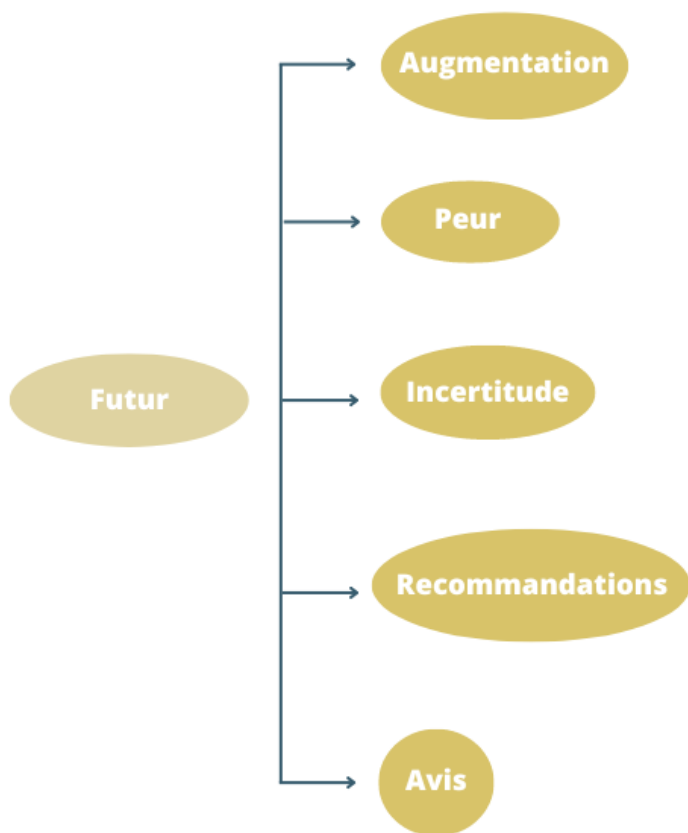 Augmentation
Peur
Futur
Incertitude
Recommandations
Avis